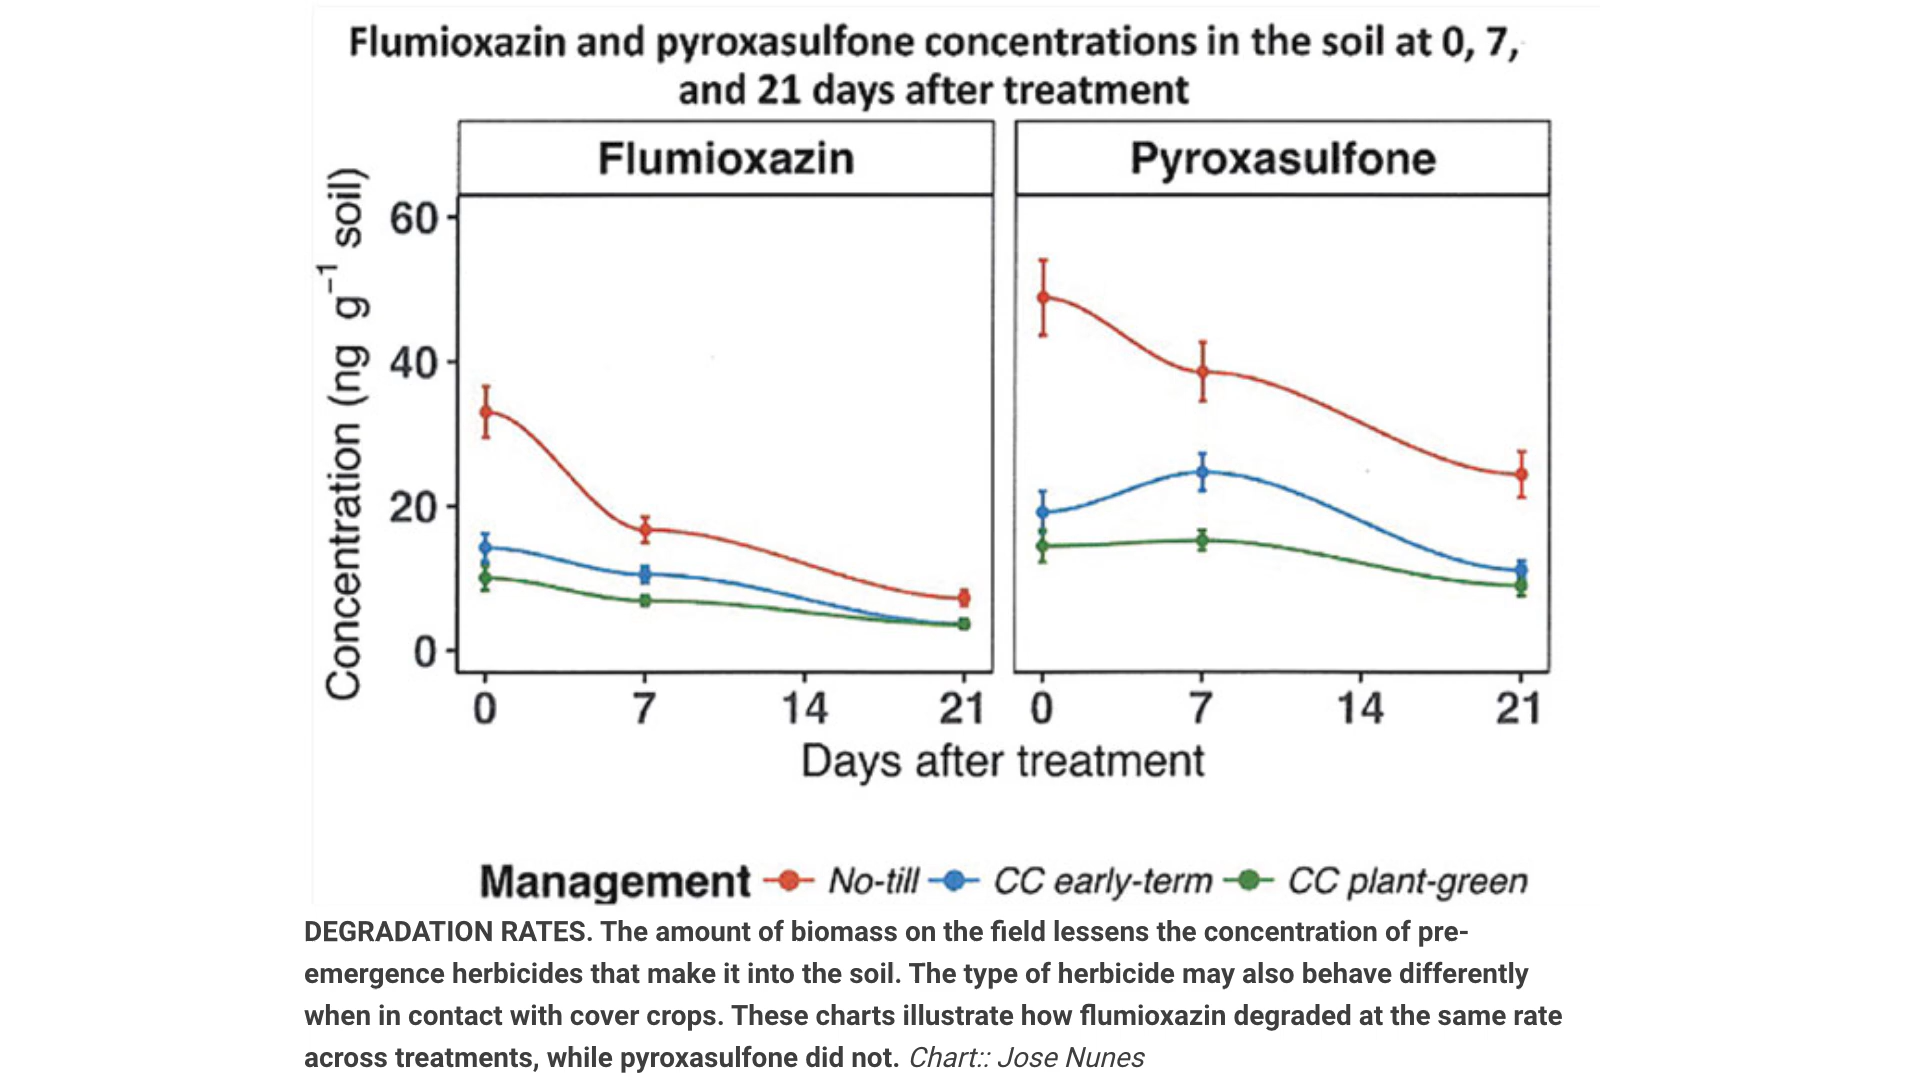 Flumioxazin and pyroxasulfone concentrations in the soil at 0, 7,
and 21 days after treatment
Flumioxazin
Pyroxasulfone
Concentration (ng g⁻¹ soil)
60
40
20
0
0 7 14 21
0 7 14 21
Days after treatment
Management No-till CC early-term CC plant-green
DEGRADATION RATES. The amount of biomass on the field lessens the concentration of pre-
emergence herbicides that make it into the soil. The type of herbicide may also behave differently
when in contact with cover crops. These charts illustrate how flumioxazin degraded at the same rate
across treatments, while pyroxasulfone did not. Chart:: Jose Nunes